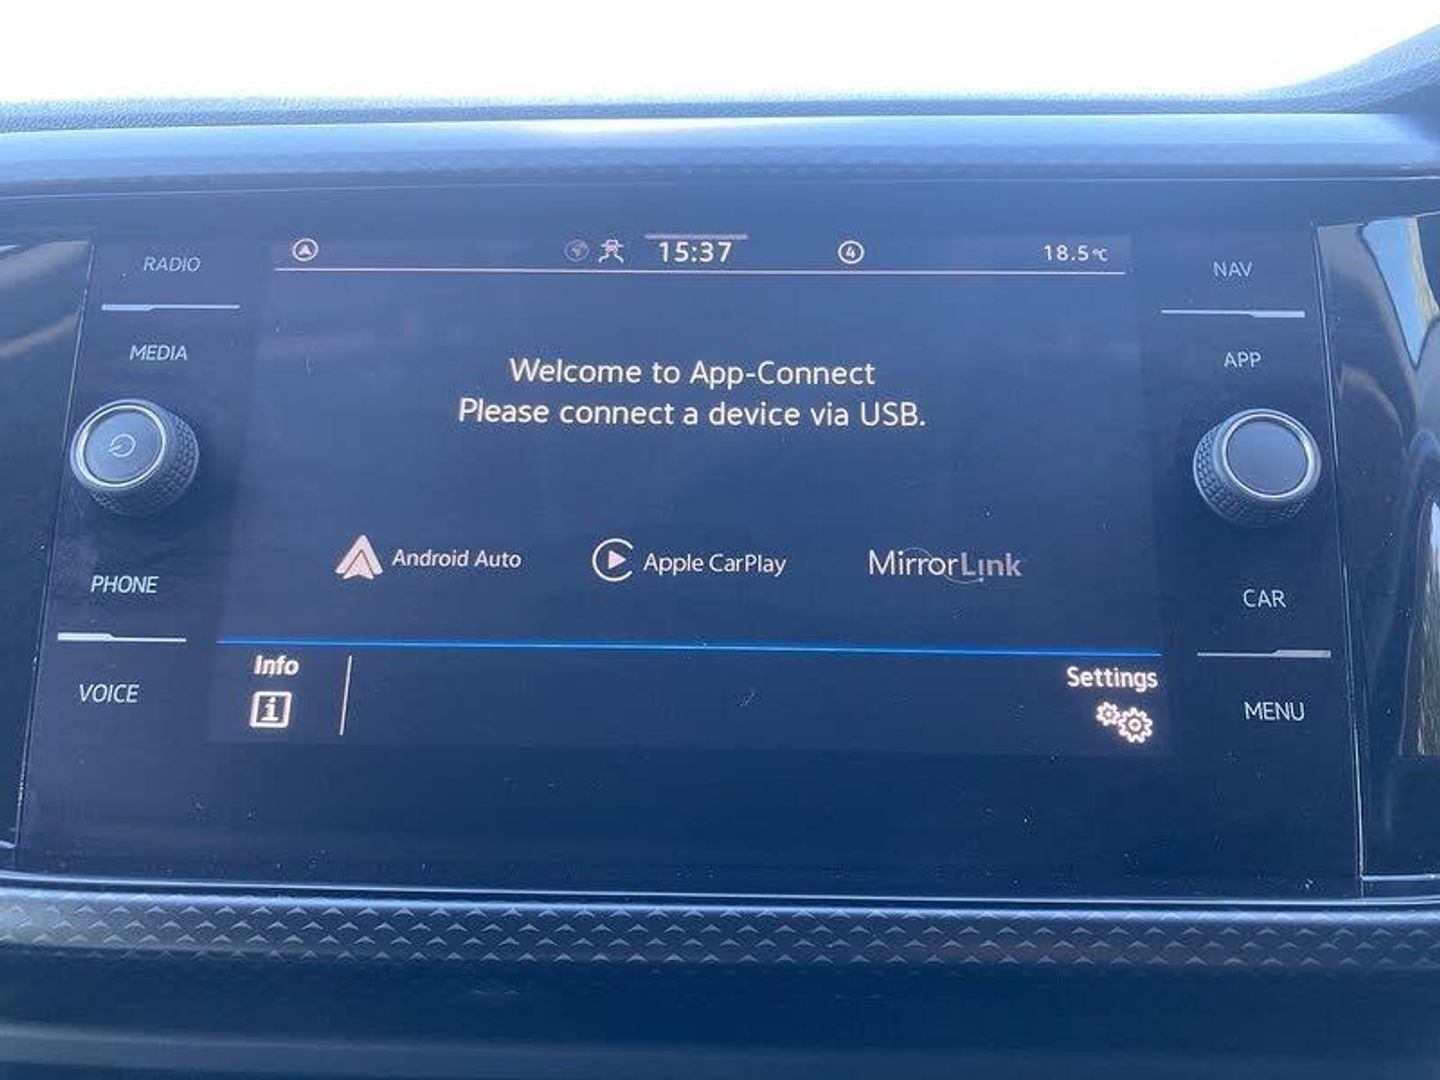 RADIO
MEDIA
PHONE
VOICE
15:37
4
18.5°C
Welcome to App-Connect
Please connect a device via USB.
Android Auto
Apple CarPlay
MirrorLink
Info
i
Settings
NAV
APP
CAR
MENU